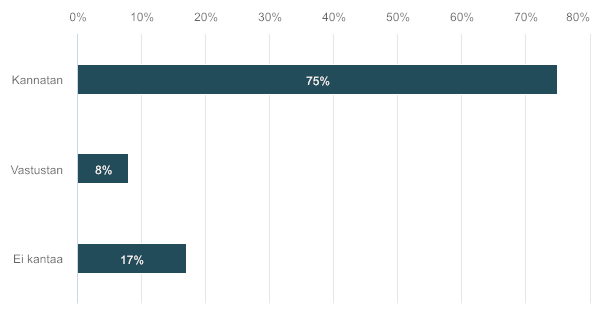 0% 10% 20% 30% 40% 50% 60% 70% 80%
Kannatan 75%
Vastustan 8%
Ei kantaa 17%